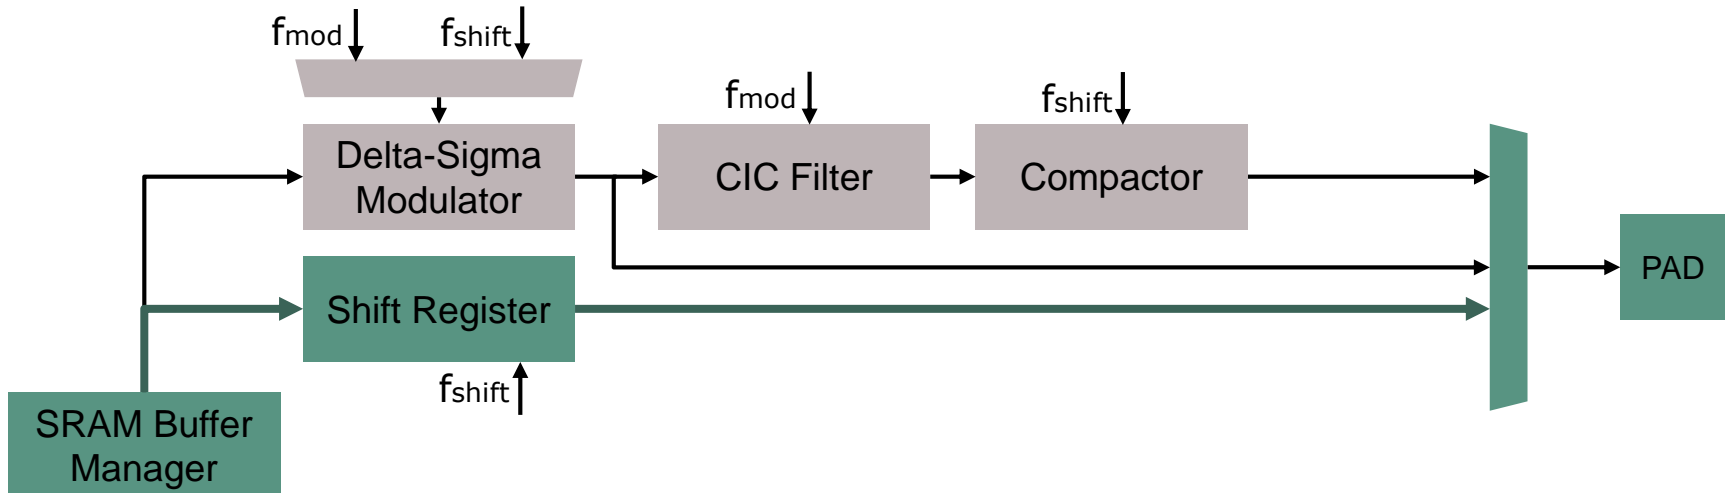 fmod
fshift
Delta-Sigma
Modulator
fmod
CIC Filter
fshift
Compactor
Shift Register
fshift
SRAM Buffer
Manager
PAD